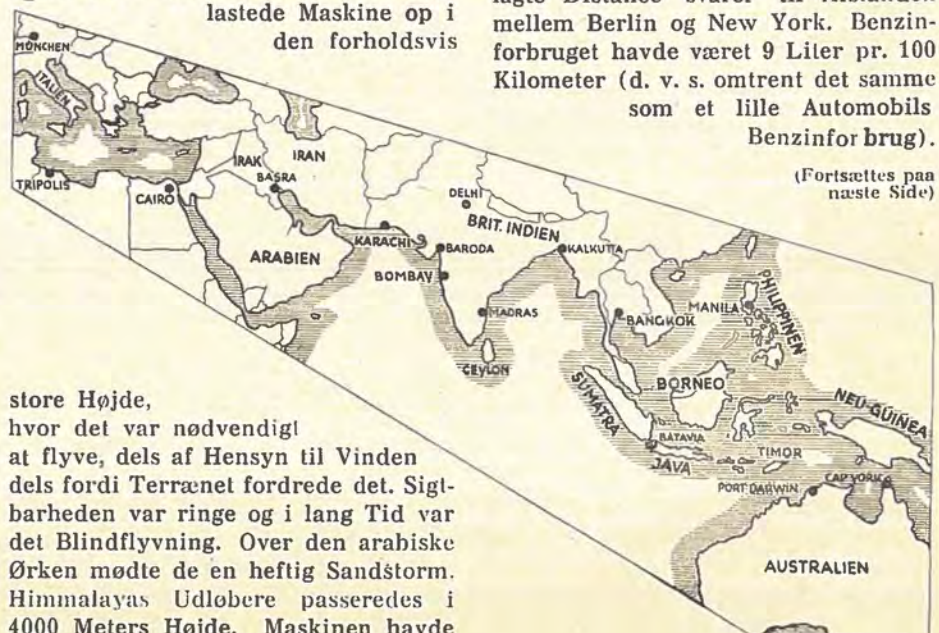 lastede Maskine op i
den forholdsvis
store Højde,
hvor det var nødvendigt
at flyve, dels af Hensyn til Vinden
dels fordi Terrænet fordrede det. Sigt-
barheden var ringe og i lang Tid var
det Blindflyvning. Over den arabiske
Ørken mødte de en heftig Sandstorm.
Himmalayas Udløbere passeredes i
4000 Meters Højde. Maskinen havde
lagte Distance svarer til Afstanden
mellem Berlin og New York. Benzin-
forbruget havde været 9 Liter pr. 100
Kilometer (d. v. s. omtrent det samme
som et lille Automobils
Benzinfor brug).
(Fortsættes paa
næste Side)
MÜNCHEN
ITALIEN
TRIPOLIS
CAIRO
IRAK
BASRA
IRAN
ARABIEN
KARACHI
DELHI
BRIT. INDIEN
BARODA
BOMBAY
KALKUTTA
MADRAS
CEYLON
BANGKOK
MANILA
PHILIPPINEN
SUMATRA
BORNEO
NEU-GUINEA
BATAVIA
JAVA
TIMOR
PORT DARWIN
CAP YORK
AUSTRALIEN